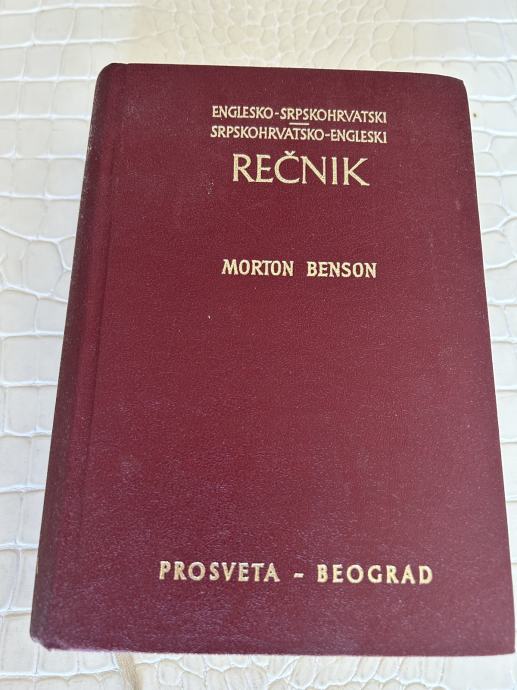 ENGLESKO-SRPSKOHRVATSKI
SRPSKOHRVATSKO-ENGLESKI
REČNIK
MORTON BENSON
PROSVETA - BEOGRAD